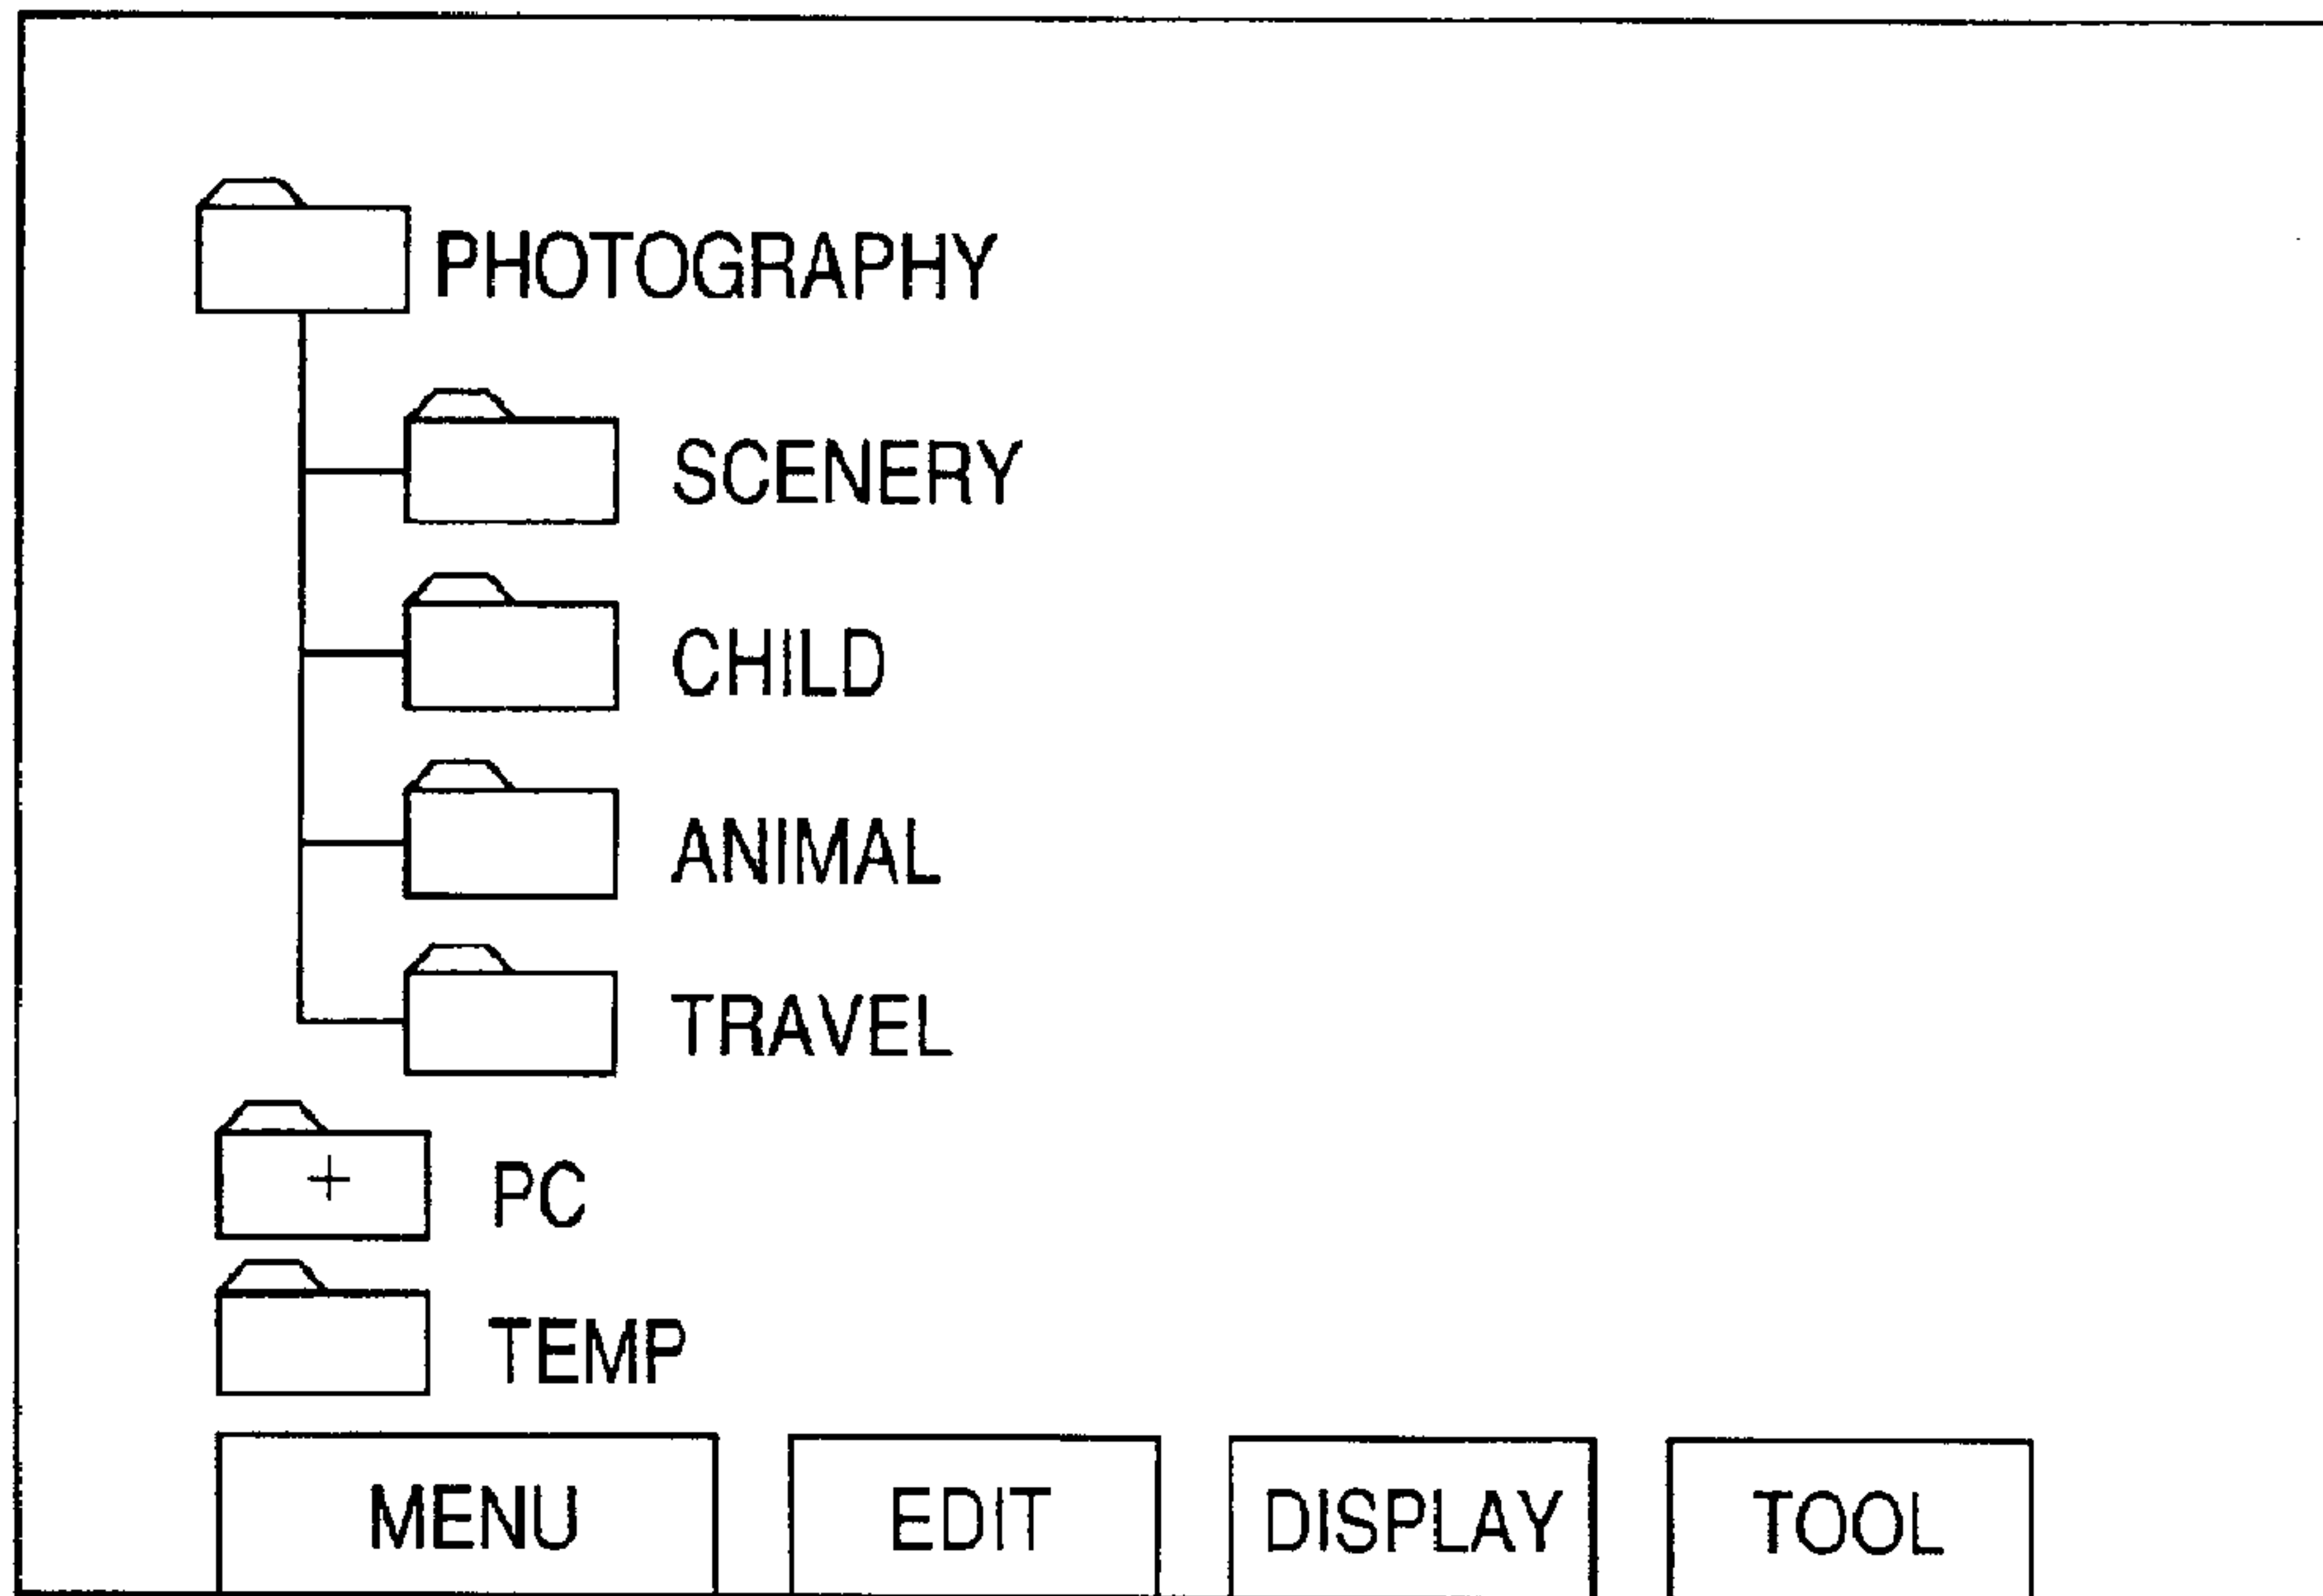 PHOTOGRAPHY
SCENERY
CHILD
ANIMAL
TRAVEL
+ PC
TEMP
MENU EDIT DISPLAY TOOL